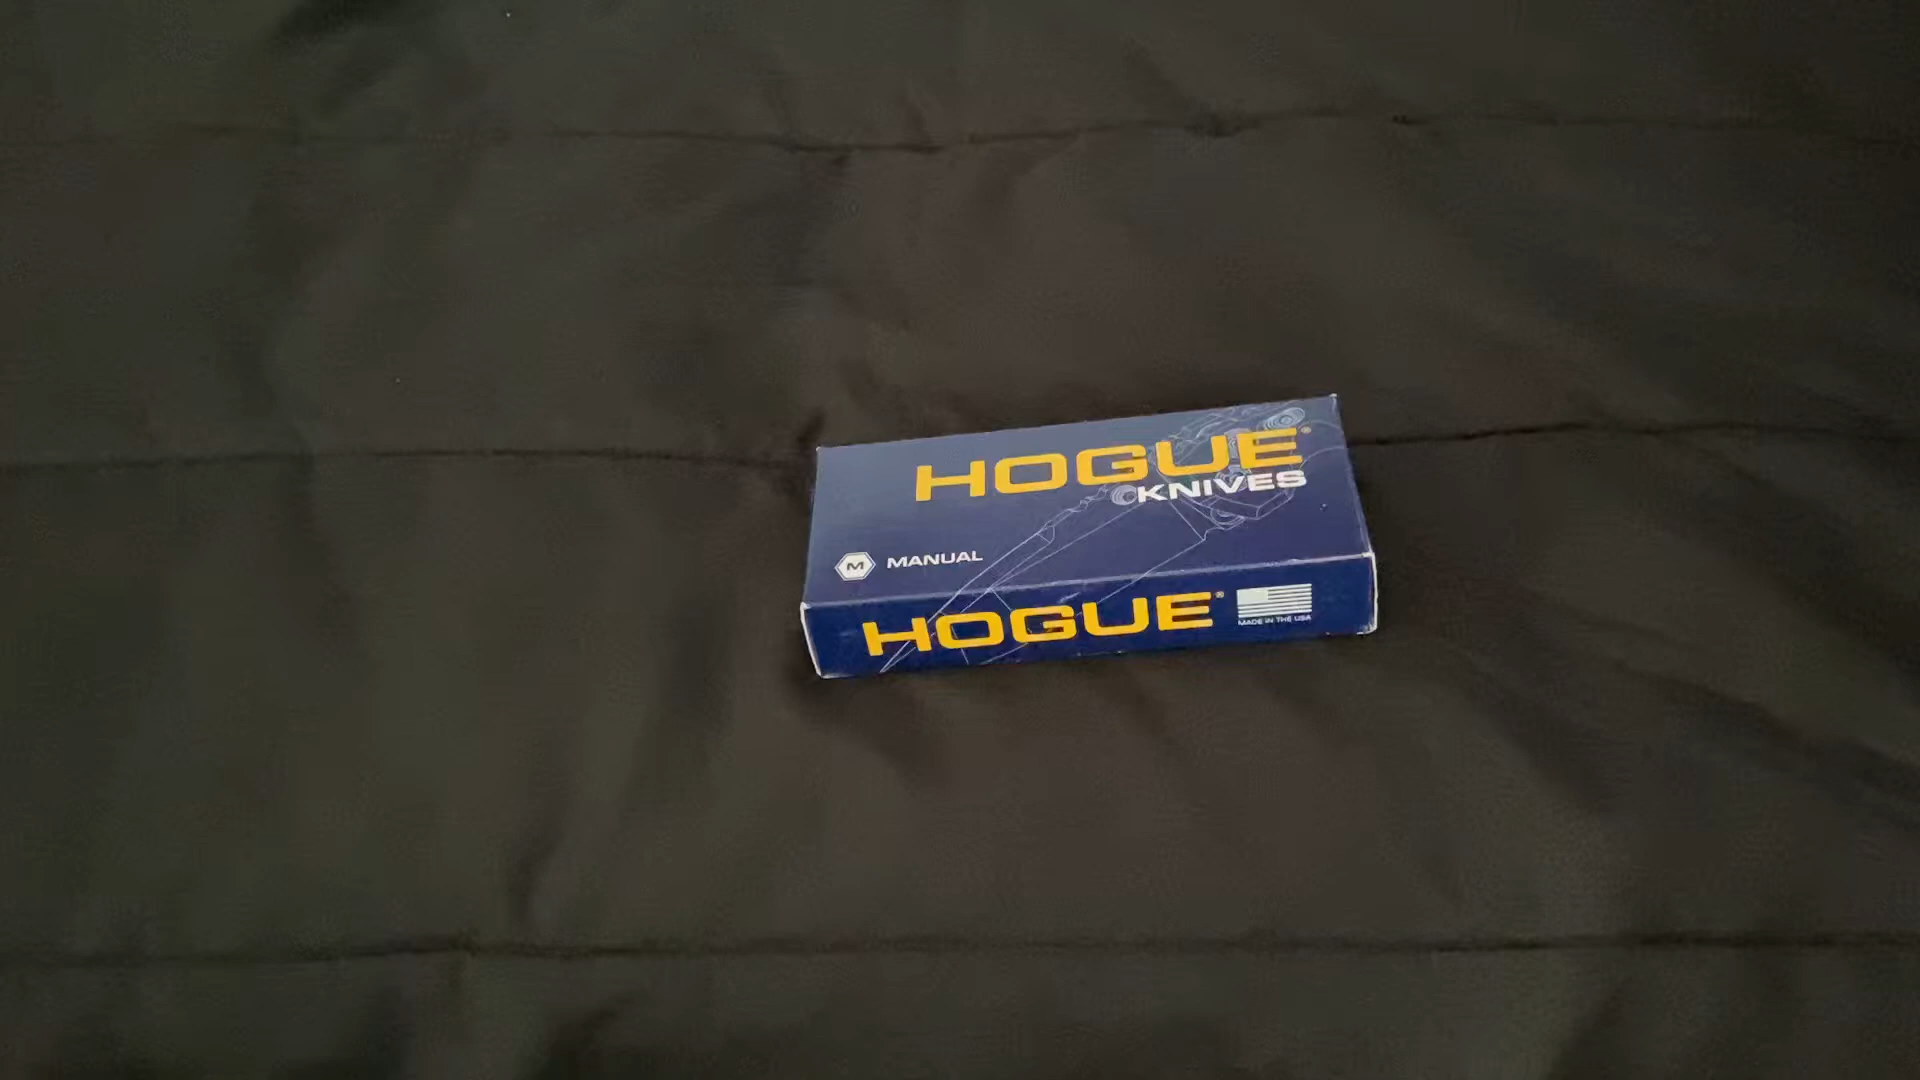 HOGUE®
KNIVES
M MANUAL
HOGUE®
MADE IN THE USA